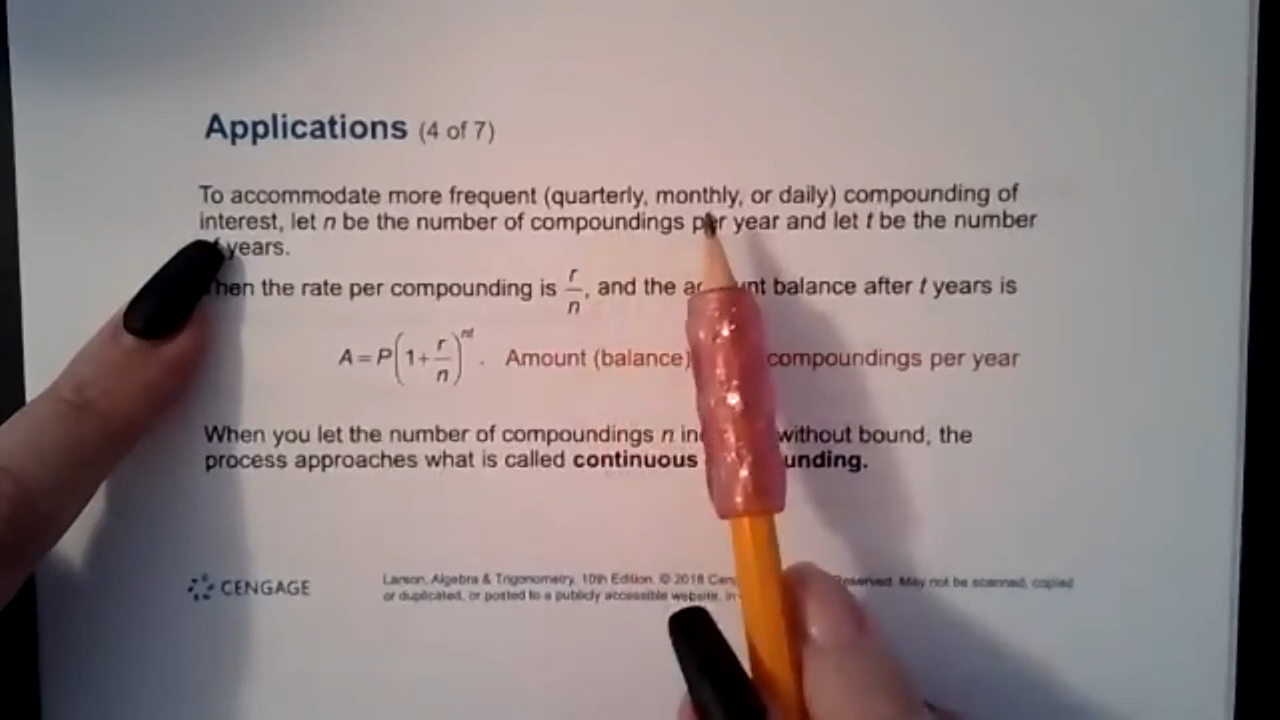 Applications (4 of 7)
To accommodate more frequent (quarterly, monthly, or daily) compounding of
interest, let n be the number of compoundings per year and let t be the number
years.
the rate per compounding is r/n, and the balance after t years is
A = P(1 + r/n)^nt. Amount (balance) compoundings per year
When you let the number of compoundings n without bound, the
process approaches what is called continuous
CENGAGE
Larson, Algebra & Trigonometry, 10th Edition. © 2018 Reserved. May not be scanned, copied
or duplicated, or posted to a publicly accessible website, in